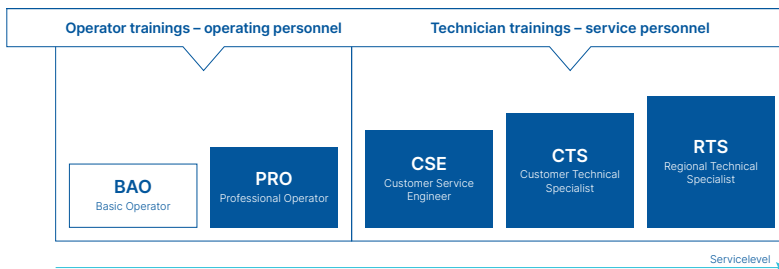 Operator trainings – operating personnel
Technician trainings – service personnel
BAO
Basic Operator
PRO
Professional Operator
CSE
Customer Service
Engineer
CTS
Customer Technical
Specialist
RTS
Regional Technical
Specialist
Servicelevel